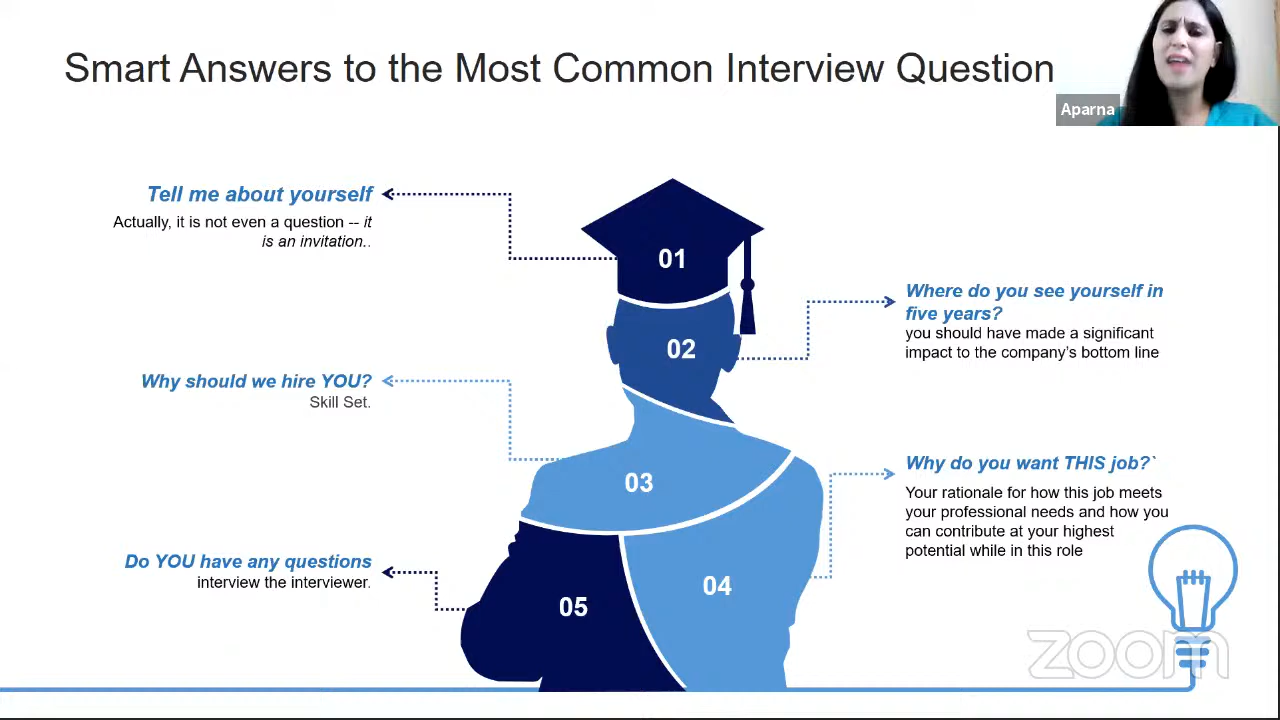 Smart Answers to the Most Common Interview Question
Aparna
Tell me about yourself
Actually, it is not even a question -- it
is an invitation..
01
Where do you see yourself in
five years?
you should have made a significant
impact to the company's bottom line
02
Why should we hire YOU?
Skill Set.
03
Why do you want THIS job?`
Your rationale for how this job meets
your professional needs and how you
can contribute at your highest
potential while in this role
04
Do YOU have any questions
interview the interviewer.
05
zoom